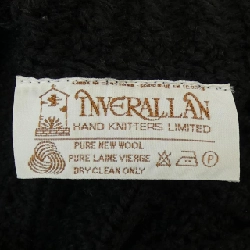 INVERALLAN
HAND KNITTERS LIMITED
PURE NEW WOOL
PURE LAINE VIERGE
DRY CLEAN ONLY
P